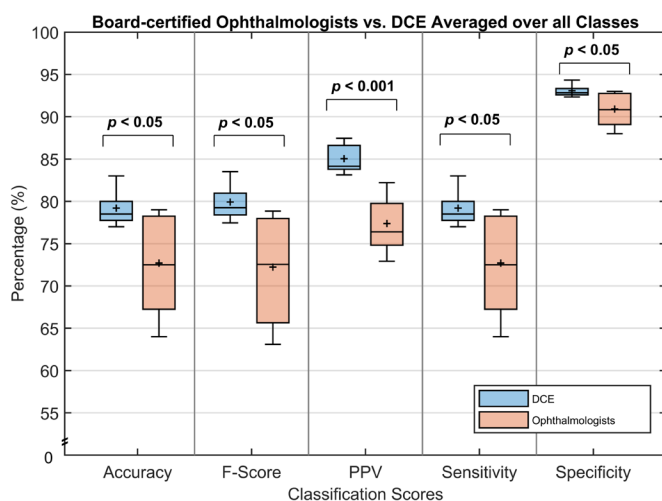 Board-certified Ophthalmologists vs. DCE Averaged over all Classes
100
95
90
85
80
75
70
65
60
55
0
Percentage (%)
p < 0.05
p < 0.05
p < 0.001
p < 0.05
p < 0.05
DCE
Ophthalmologists
Accuracy
F-Score
PPV
Sensitivity
Specificity
Classification Scores